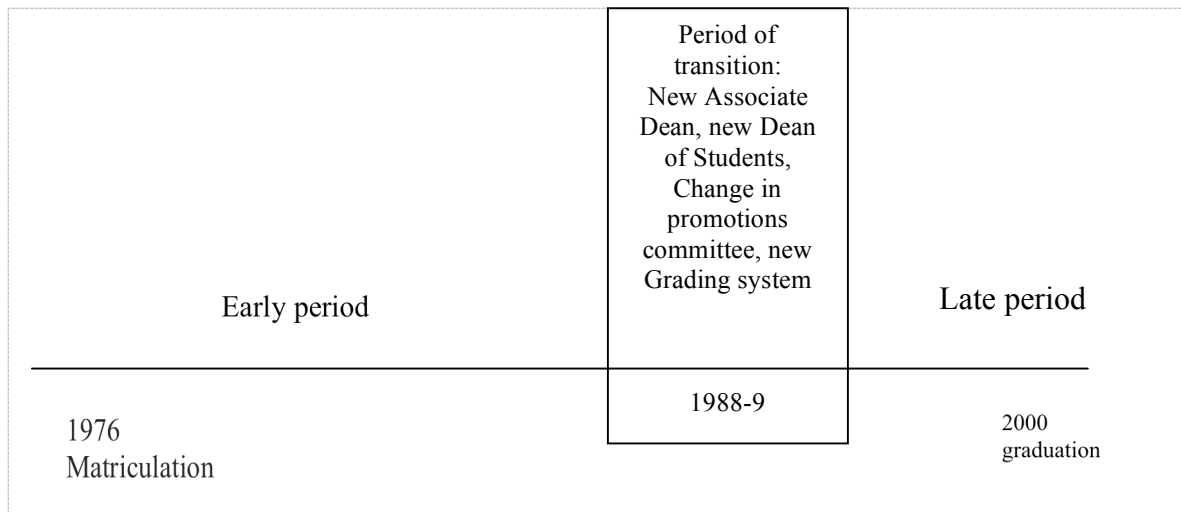 Period of
transition:
New Associate
Dean, new Dean
of Students,
Change in
promotions
committee, new
Grading system
Early period
Late period
1976
Matriculation
1988-9
2000
graduation